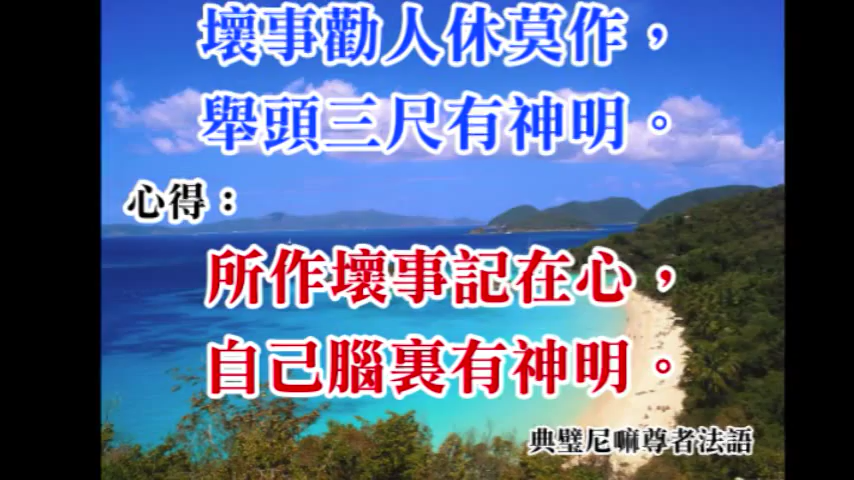 壞事勸人休莫作，
舉頭三尺有神明。
心得：
所作壞事記在心，
自己腦裏有神明。
典璧尼嘛尊者法語